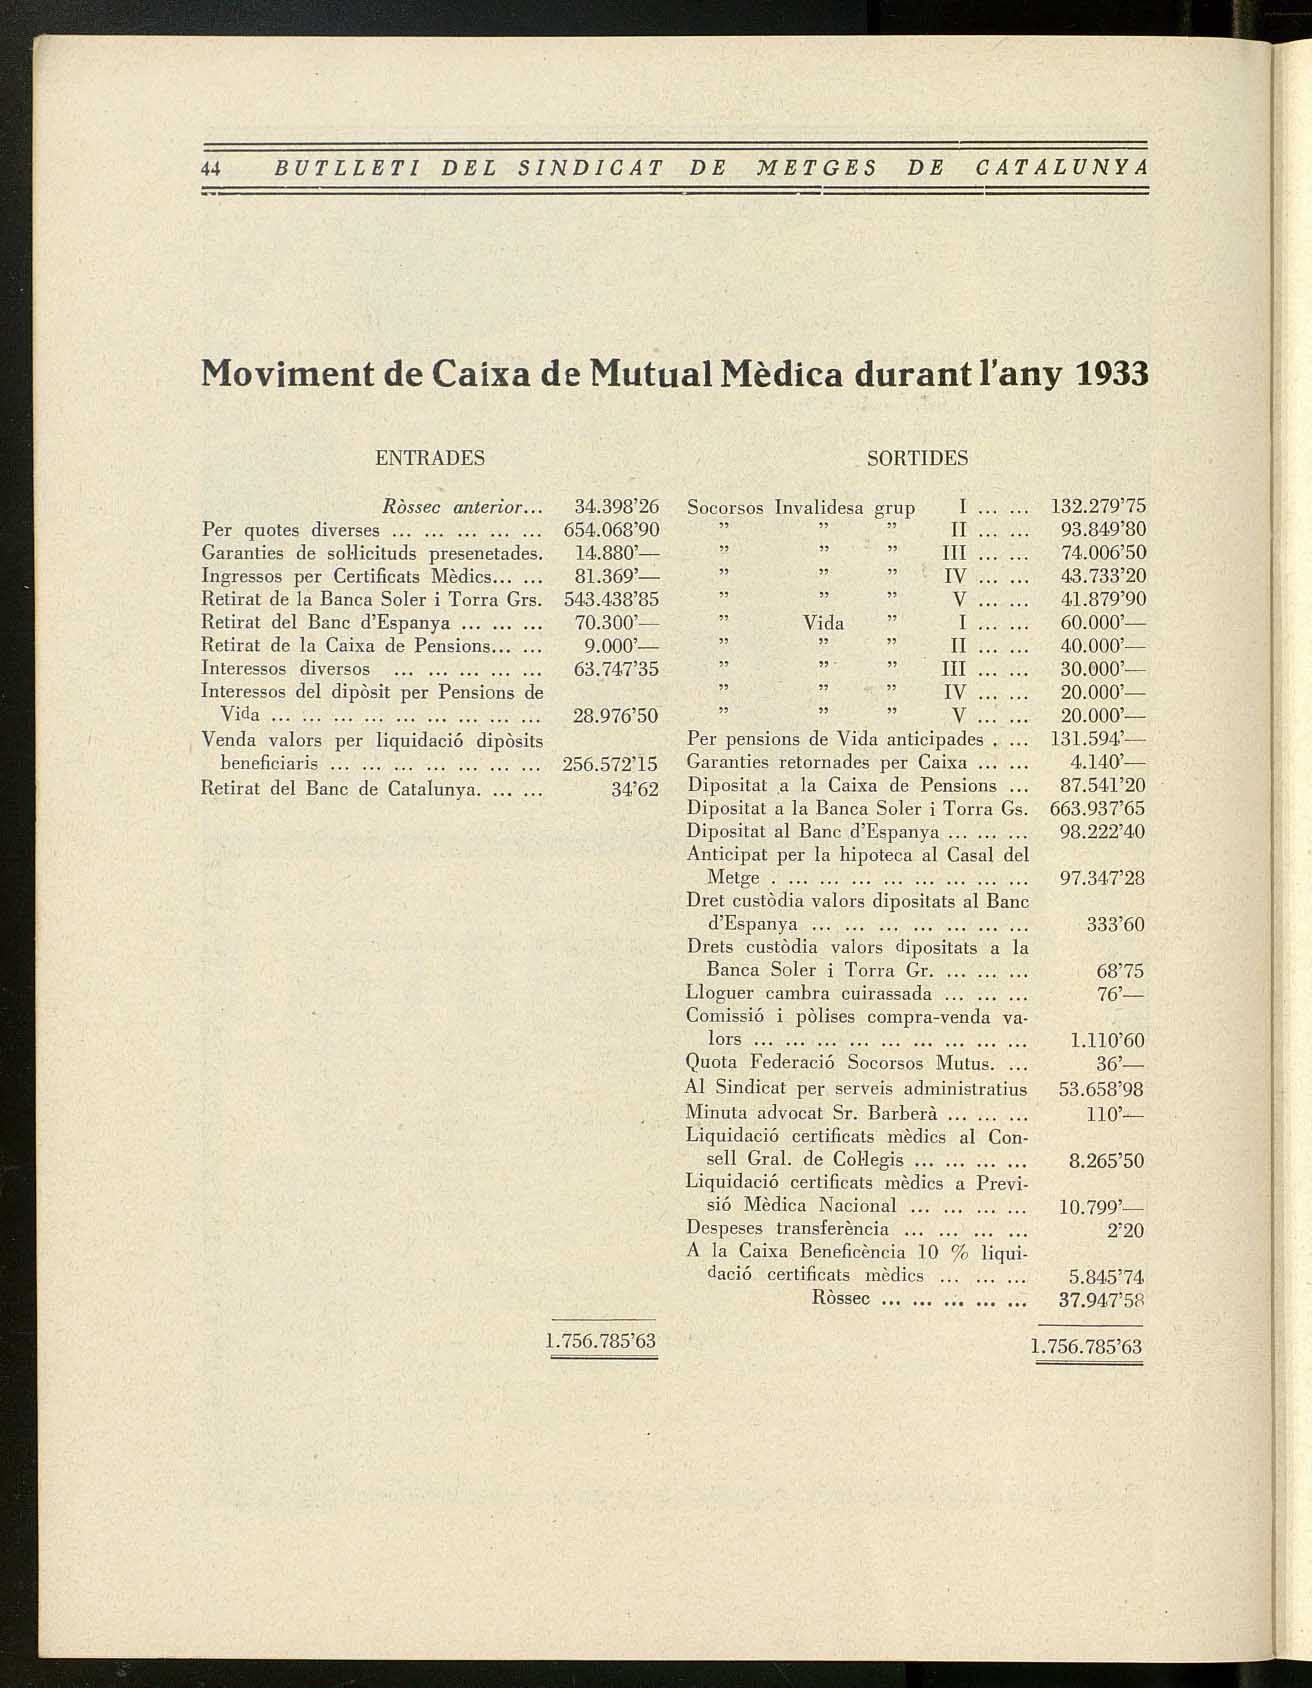 44 BUTLLETI DEL SINDICAT DE METGES DE CATALUNYA
Moviment de Caixa de Mutual Mèdica durant l'any 1933
ENTRADES
Ròssec anterior... 34.398'26
Per quotes diverses ... ... ... ... ... 654.068'90
Garanties de sol·licituds presenetades. 14.880'—
Ingressos per Certificats Mèdics... ... 81.369'—
Retirat de la Banca Soler i Torra Grs. 543.438'85
Retirat del Banc d'Espanya ... ... ... 70.300'—
Retirat de la Caixa de Pensions... ... 9.000'—
Interessos diversos ... ... ... ... ... 63.747'35
Interessos del dipòsit per Pensions de
Vida ... ... ... ... ... ... ... ... ... 28.976'50
Venda valors per liquidació dipòsits
beneficiaris ... ... ... ... ... ... ... 256.572'15
Retirat del Banc de Catalunya. ... ... 34'62
1.756.785'63
SORTIDES
Socorsos Invalidesa grup I ... ... 132.279'75
" " " II ... ... 93.849'80
" " " III ... ... 74.006'50
" " " IV ... ... 43.733'20
" " " V ... ... 41.879'90
" Vida " I ... ... 60.000'—
" " " II ... ... 40.000'—
" " " III ... ... 30.000'—
" " " IV ... ... 20.000'—
" " " V ... ... 20.000'—
Per pensions de Vida anticipades . ... 131.594'—
Garanties retornades per Caixa ... ... 4.140'—
Dipositat a la Caixa de Pensions ... 87.541'20
Dipositat a la Banca Soler i Torra Gs. 663.937'65
Dipositat al Banc d'Espanya ... ... ... 98.222'40
Anticipat per la hipoteca al Casal del
Metge . ... ... ... ... ... ... ... ... 97.347'28
Dret custòdia valors dipositats al Banc
d'Espanya ... ... ... ... ... ... ... 333'60
Drets custòdia valors dipositats a la
Banca Soler i Torra Gr. ... ... ... 68'75
Lloguer cambra cuirassada ... ... ... 76'—
Comissió i pòlises compra-venda va-
lors ... ... ... ... ... ... ... ... ... 1.110'60
Quota Federació Socorsos Mutus. ... 36'—
Al Sindicat per serveis administratius 53.658'98
Minuta advocat Sr. Barberà ... ... ... 110'—
Liquidació certificats mèdics al Con-
sell Gral. de Col·legis ... ... ... ... 8.265'50
Liquidació certificats mèdics a Previ-
sió Mèdica Nacional ... ... ... ... 10.799'—
Despeses transferència ... ... ... ... 2'20
A la Caixa Beneficència 10 % liqui-
dació certificats mèdics ... ... ... 5.845'74
Ròssec ... ... ... ... ... 37.947'58
1.756.785'63